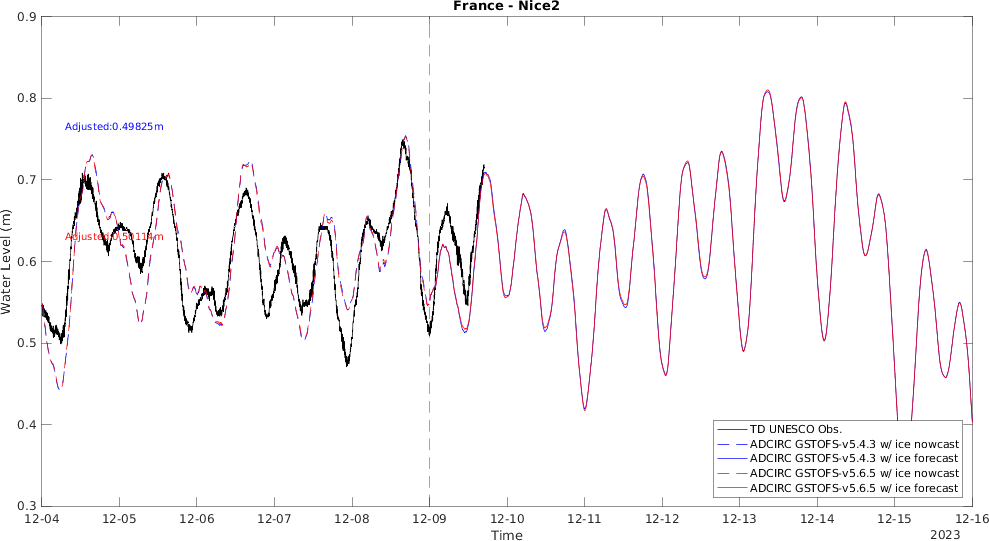 France - Nice2
0.9
0.8
0.7
0.6
0.5
0.4
0.3
Water Level (m)
Adjusted:0.49825m
Adjusted:0.50114m
TD UNESCO Obs.
ADCIRC GSTOFS-v5.4.3 w/ ice nowcast
ADCIRC GSTOFS-v5.4.3 w/ ice forecast
ADCIRC GSTOFS-v5.6.5 w/ ice nowcast
ADCIRC GSTOFS-v5.6.5 w/ ice forecast
12-04 12-05 12-06 12-07 12-08 12-09 12-10 12-11 12-12 12-13 12-14 12-15 12-16
Time
2023